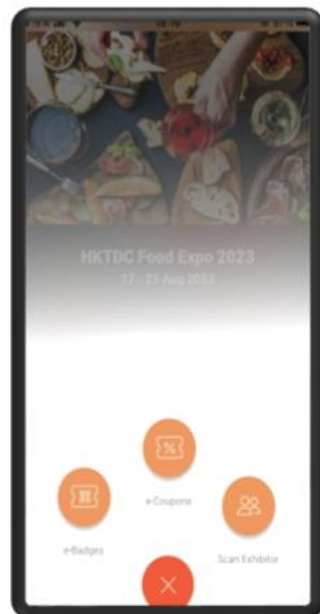 HKTDC Food Expo 2023
17 - 21 Aug 2023
e-Coupons
e-Badges
Scan Exhibitor